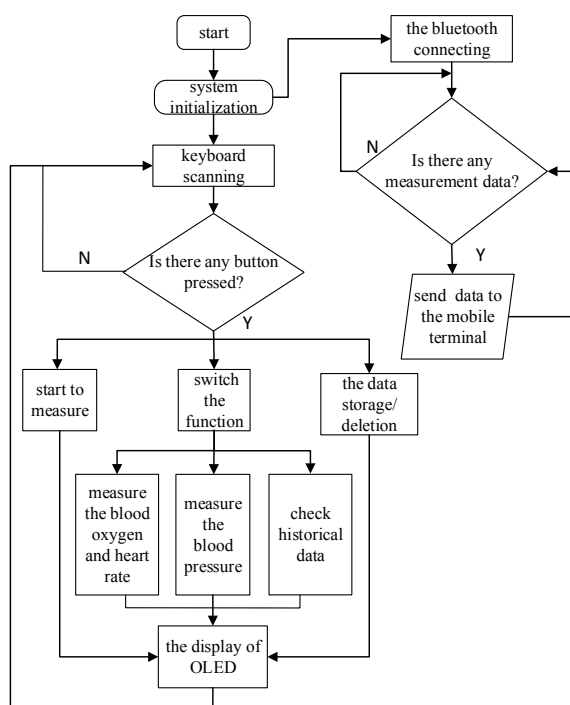 start
system
initialization
keyboard
scanning
N
Is there any button
pressed?
Y
start to
measure
switch
the
function
the data
storage/
deletion
measure
the blood
oxygen
and heart
rate
measure
the
blood
pressure
check
historical
data
the display of
OLED
the bluetooth
connecting
N
Is there any
measurement data?
Y
send data to
the mobile
terminal